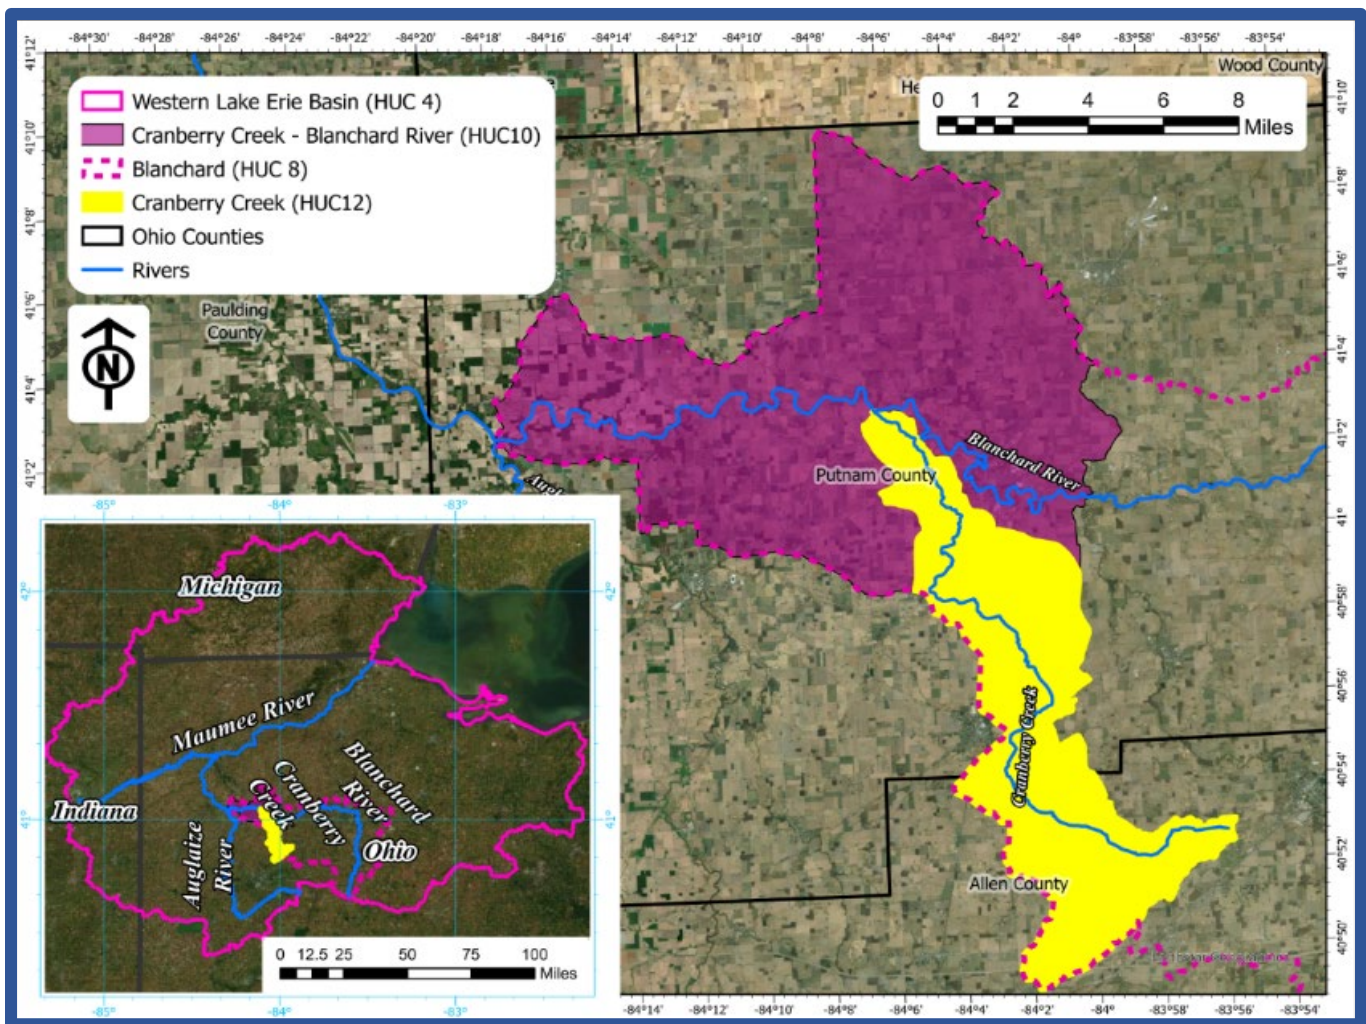 -84°30' -84°28' -84°26' -84°24' -84°22' -84°20' -84°18' -84°16' -84°14' -84°12' -84°10' -84°8' -84°6' -84°4' -84°2' -84° -83°58' -83°56' -83°54'
41°12' 41°10' 41°8' 41°6' 41°4' 41°2'
41°10' 41°8' 41°6' 41°4' 41°2' 41° 40°58' 40°56' 40°54' 40°52' 40°50'
Wood County
He
0 1 2 4 6 8
Miles
Western Lake Erie Basin (HUC 4)
Cranberry Creek - Blanchard River (HUC10)
Blanchard (HUC 8)
Cranberry Creek (HUC12)
Ohio Counties
Rivers
Paulding
County
N
Blanchard River
Putnam County
Augl
Cranberry Creek
Allen County
-85° -84° -83°
42° 41°
42° 41°
Michigan
Maumee River
Indiana
Cranberry
Creek
Blanchard
River
Ohio
Auglaize
River
0 12.5 25 50 75 100
Miles
-85° -84° -83°
-84°14' -84°12' -84°10' -84°8' -84°6' -84°4' -84°2' -84° -83°58' -83°56' -83°54'